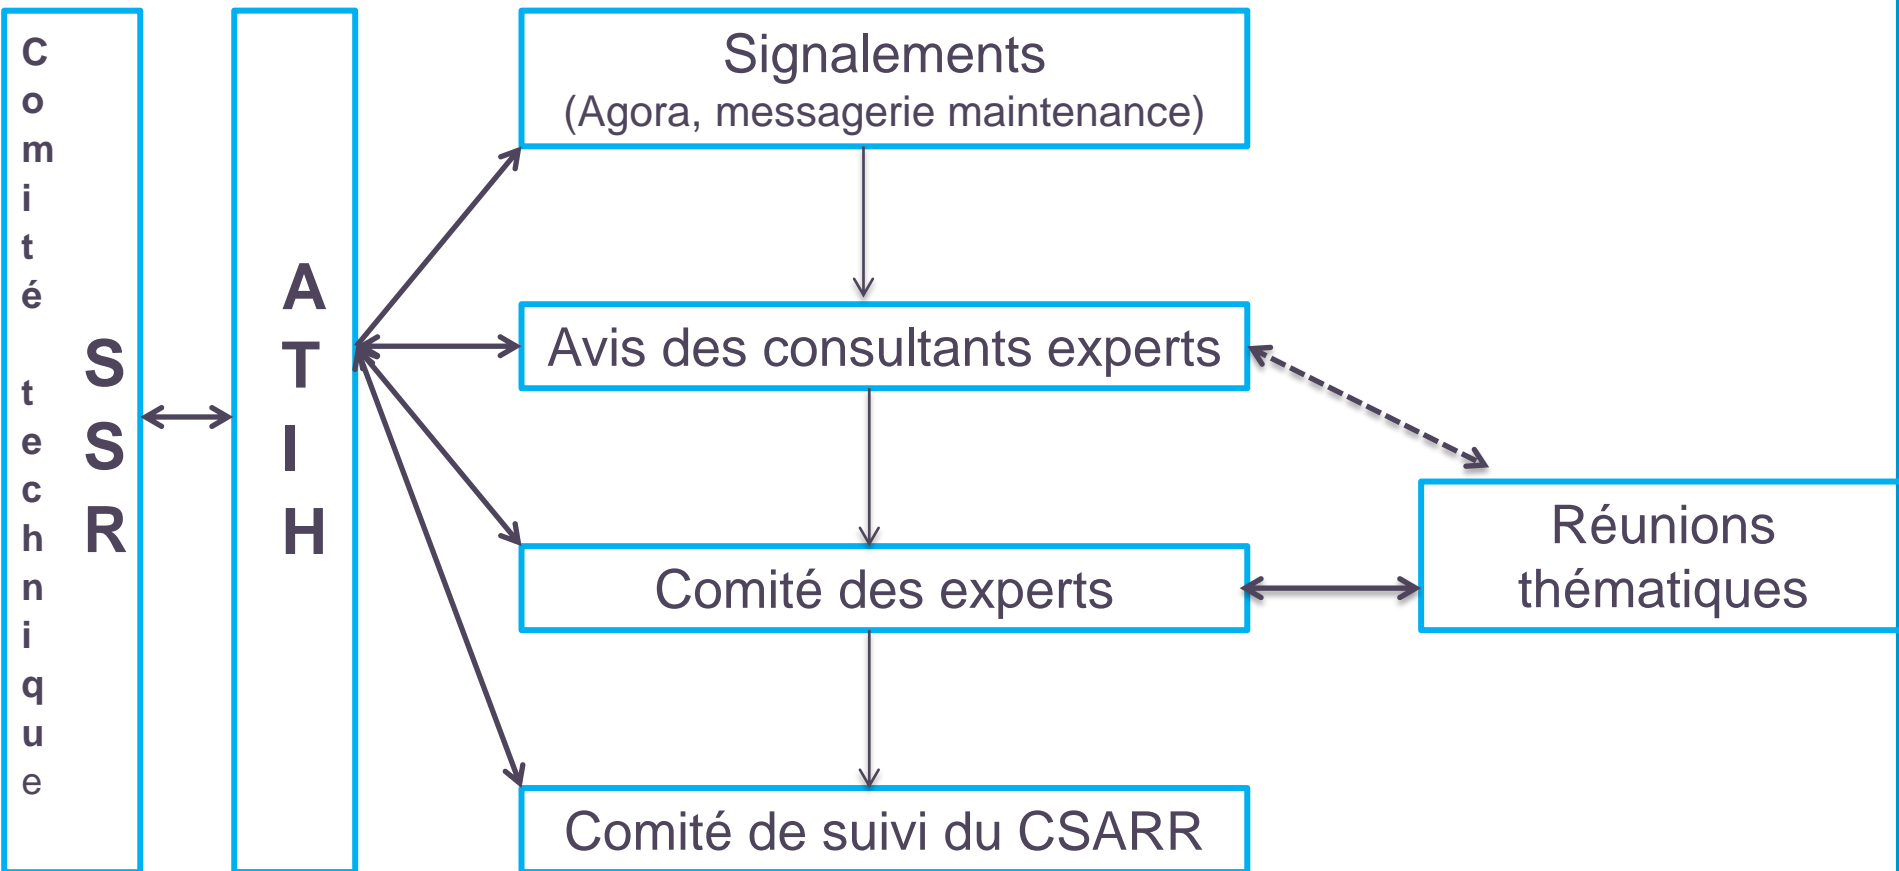 Comité technique
SSR
ATIH
Signalements
(Agora, messagerie maintenance)
Avis des consultants experts
Comité des experts
Réunions
thématiques
Comité de suivi du CSARR